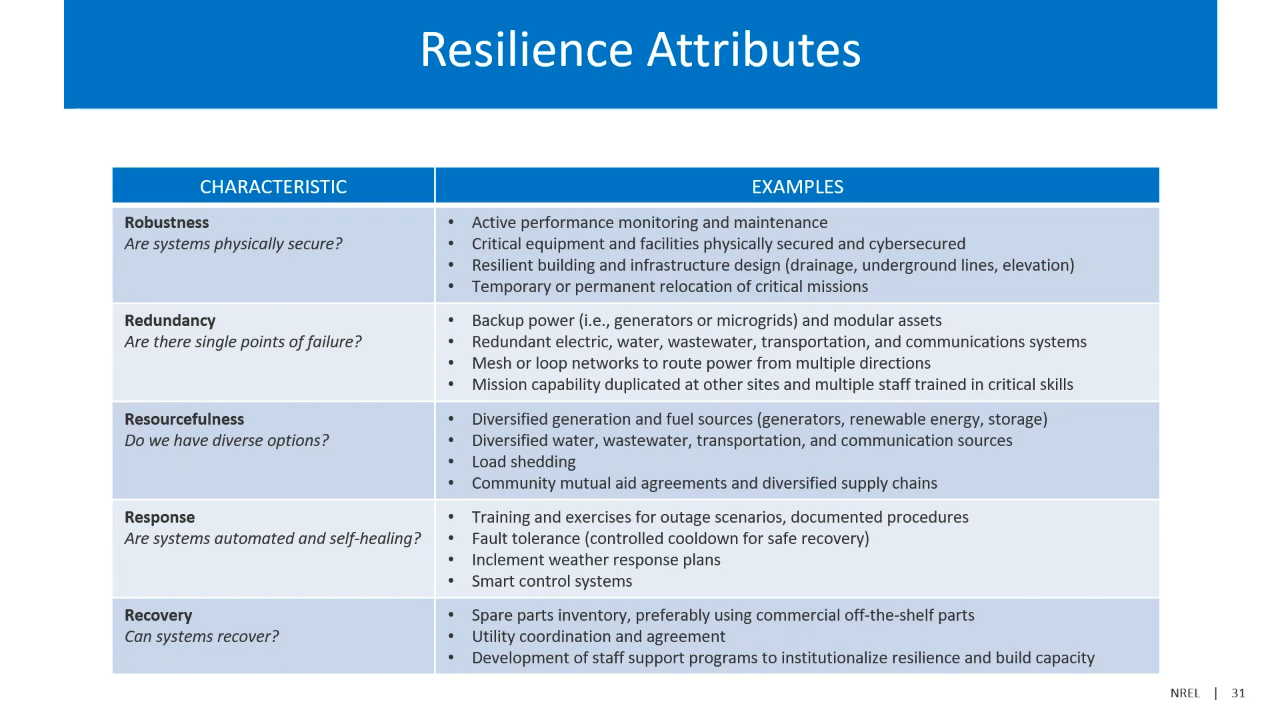 Resilience Attributes
CHARACTERISTIC
EXAMPLES
Robustness
Are systems physically secure?
• Active performance monitoring and maintenance
• Critical equipment and facilities physically secured and cybersecured
• Resilient building and infrastructure design (drainage, underground lines, elevation)
• Temporary or permanent relocation of critical missions
Redundancy
Are there single points of failure?
• Backup power (i.e., generators or microgrids) and modular assets
• Redundant electric, water, wastewater, transportation, and communications systems
• Mesh or loop networks to route power from multiple directions
• Mission capability duplicated at other sites and multiple staff trained in critical skills
Resourcefulness
Do we have diverse options?
• Diversified generation and fuel sources (generators, renewable energy, storage)
• Diversified water, wastewater, transportation, and communication sources
• Load shedding
• Community mutual aid agreements and diversified supply chains
Response
Are systems automated and self-healing?
• Training and exercises for outage scenarios, documented procedures
• Fault tolerance (controlled cooldown for safe recovery)
• Inclement weather response plans
• Smart control systems
Recovery
Can systems recover?
• Spare parts inventory, preferably using commercial off-the-shelf parts
• Utility coordination and agreement
• Development of staff support programs to institutionalize resilience and build capacity
NREL | 31